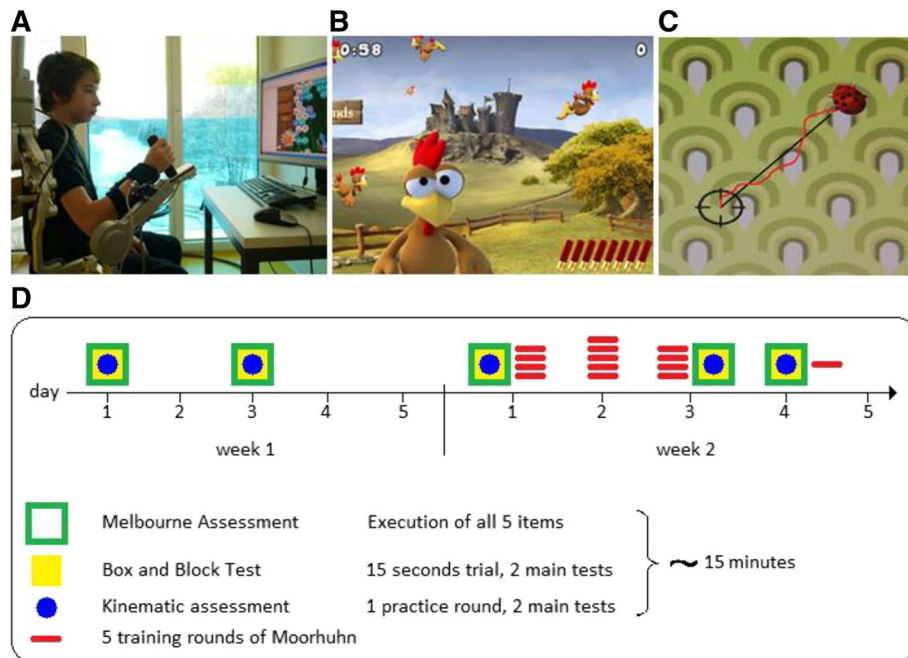 A
B
C
0:58
0
nds
D
day
1
2
3
4
5
1
2
3
4
5
week 1
week 2
Melbourne Assessment Execution of all 5 items
Box and Block Test 15 seconds trial, 2 main tests
~ 15 minutes
Kinematic assessment 1 practice round, 2 main tests
5 training rounds of Moorhuhn